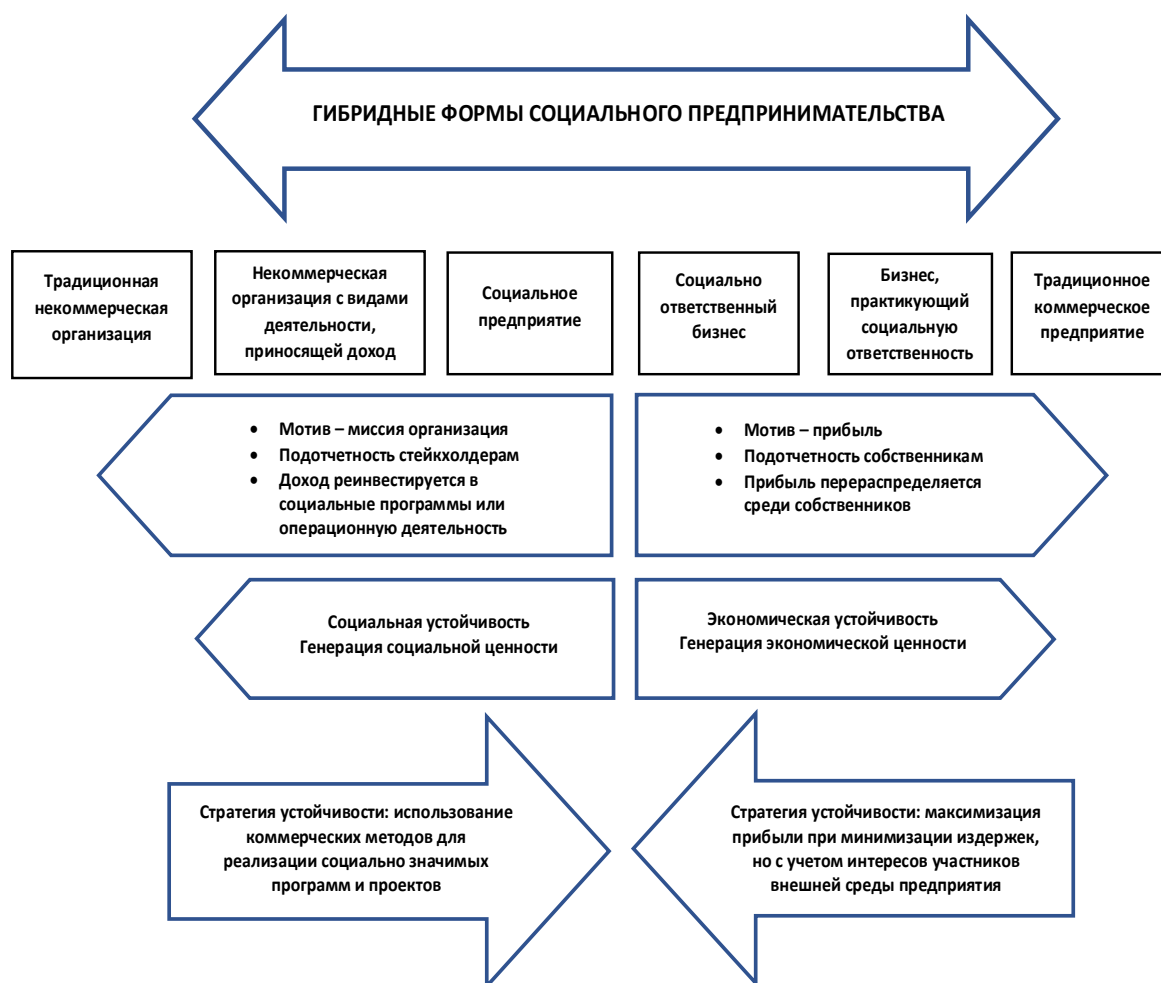 ГИБРИДНЫЕ ФОРМЫ СОЦИАЛЬНОГО ПРЕДПРИНИМАТЕЛЬСТВА
Традиционная
некоммерческая
организация
Некоммерческая
организация с видами
деятельности,
приносящей доход
Социальное
предприятие
Социально
ответственный
бизнес
Бизнес,
практикующий
социальную
ответственность
Традиционное
коммерческое
предприятие
• Мотив – миссия организация
• Подотчетность стейкхолдерам
• Доход реинвестируется в
социальные программы или
операционную деятельность
• Мотив – прибыль
• Подотчетность собственникам
• Прибыль перераспределяется
среди собственников
Социальная устойчивость
Генерация социальной ценности
Экономическая устойчивость
Генерация экономической ценности
Стратегия устойчивости: использование
коммерческих методов для
реализации социально значимых
программ и проектов
Стратегия устойчивости: максимизация
прибыли при минимизации издержек,
но с учетом интересов участников
внешней среды предприятия